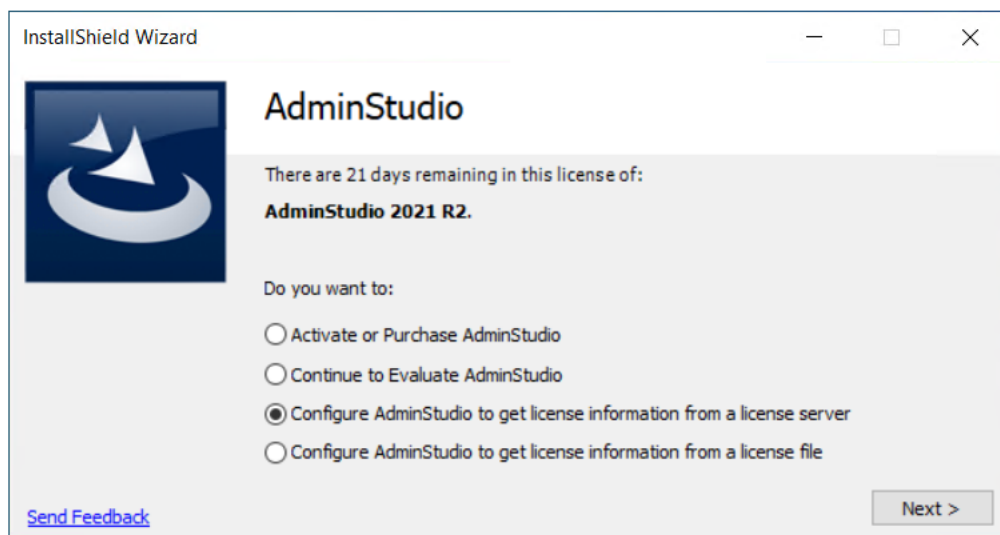 InstallShield Wizard
AdminStudio
There are 21 days remaining in this license of:
AdminStudio 2021 R2.
Do you want to:
Activate or Purchase AdminStudio
Continue to Evaluate AdminStudio
Configure AdminStudio to get license information from a license server
Configure AdminStudio to get license information from a license file
Next >
Send Feedback